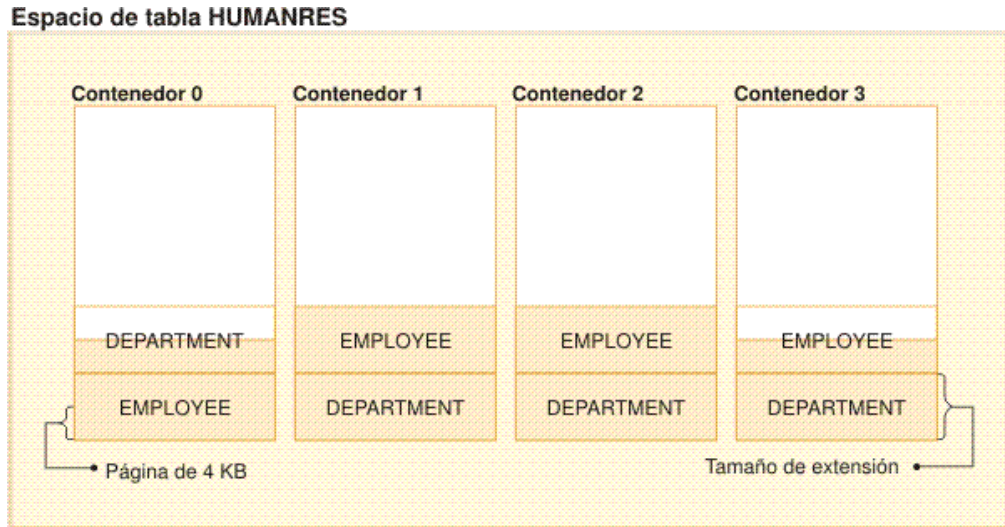 Espacio de tabla HUMANRES
Contenedor 0
Contenedor 1
Contenedor 2
Contenedor 3
DEPARTMENT
EMPLOYEE
EMPLOYEE
EMPLOYEE
EMPLOYEE
DEPARTMENT
DEPARTMENT
DEPARTMENT
Página de 4 KB
Tamaño de extensión